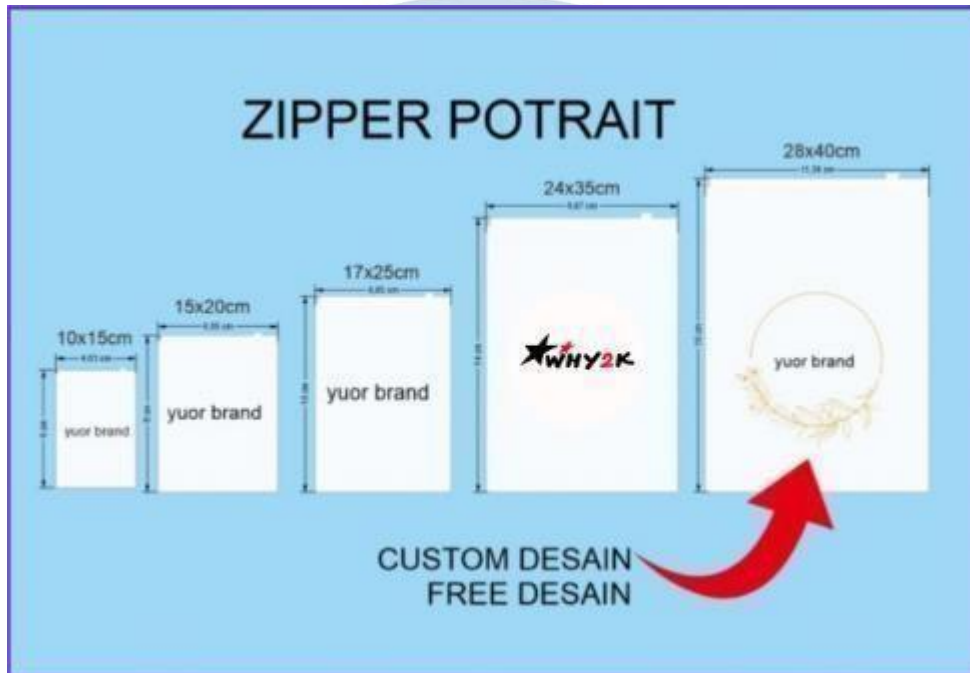 ZIPPER POTRAIT
10x15cm
15x20cm
17x25cm
24x35cm
28x40cm
yuor brand
yuor brand
yuor brand
WHY2K
yuor brand
CUSTOM DESAIN
FREE DESAIN